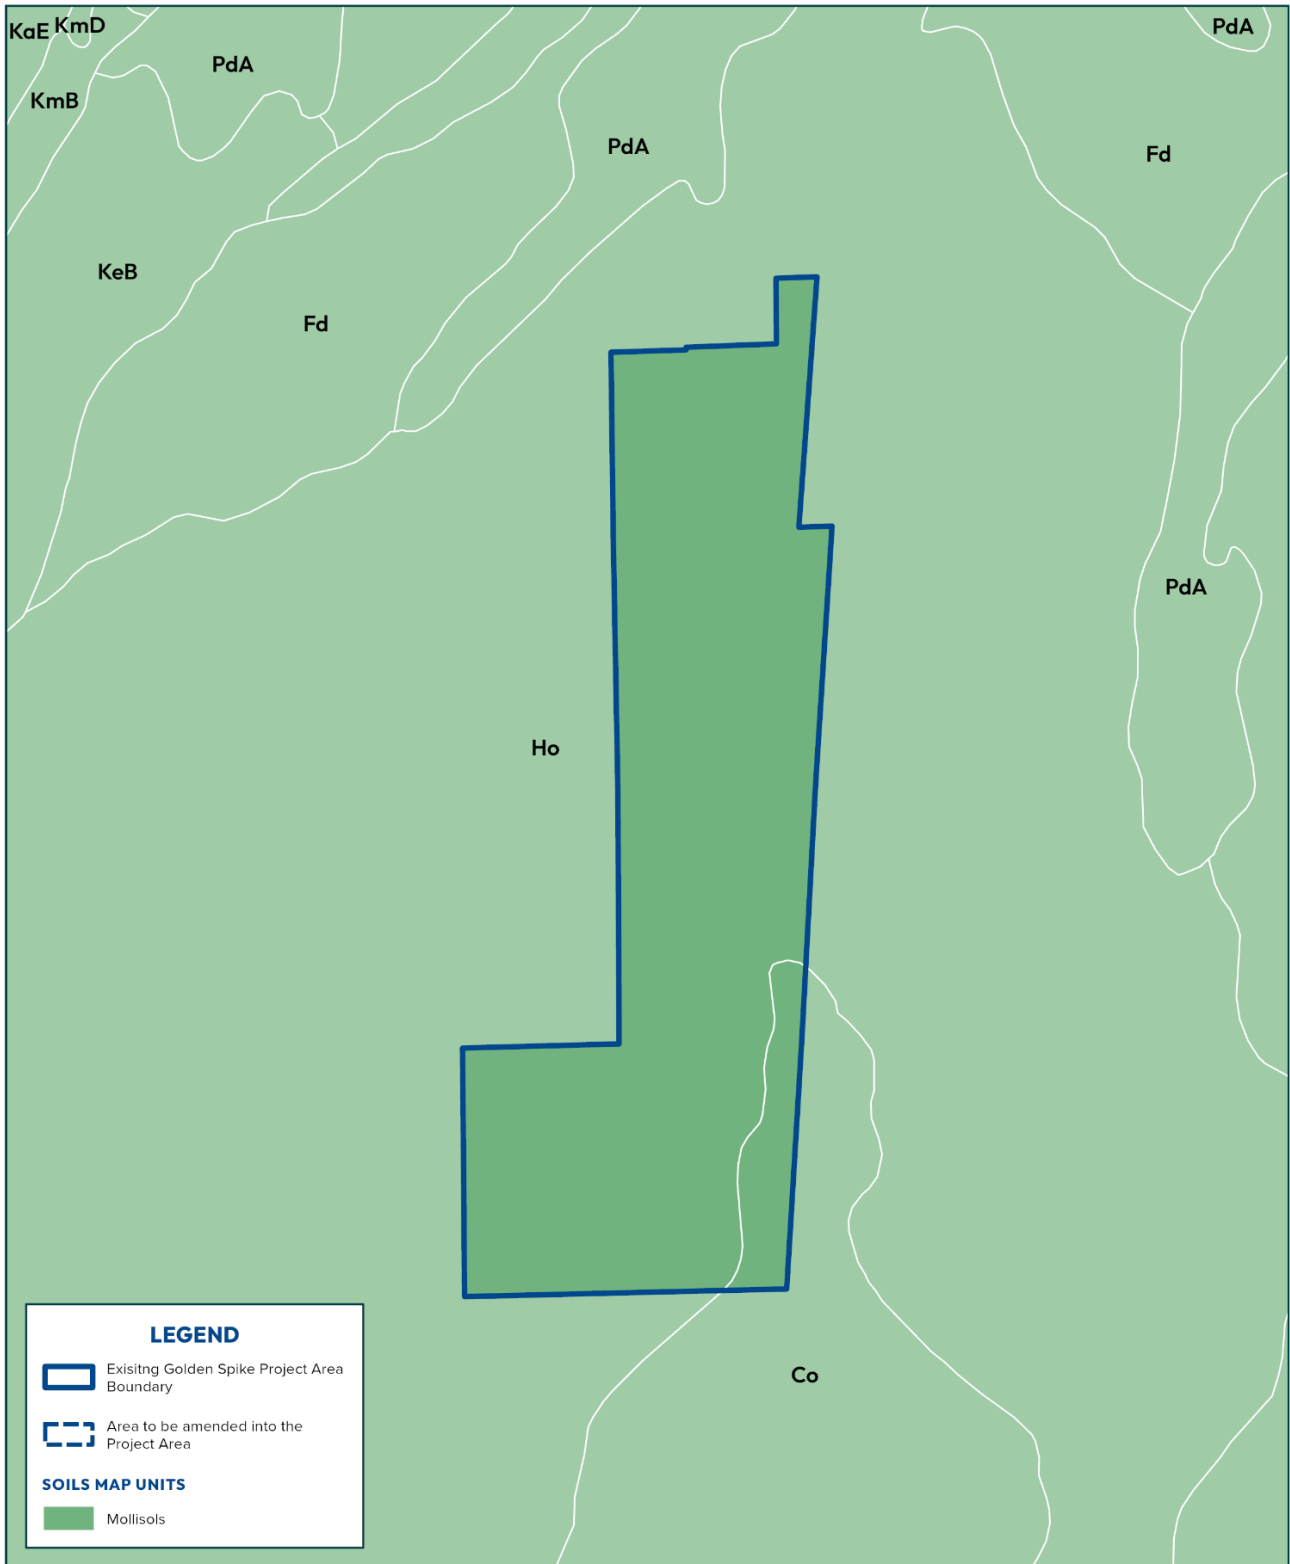 KaE
KmD
PdA
PdA
KmB
PdA
Fd
KeB
Fd
PdA
Ho
Co
LEGEND
Exisitng Golden Spike Project Area
Boundary
Area to be amended into the
Project Area
SOILS MAP UNITS
Mollisols